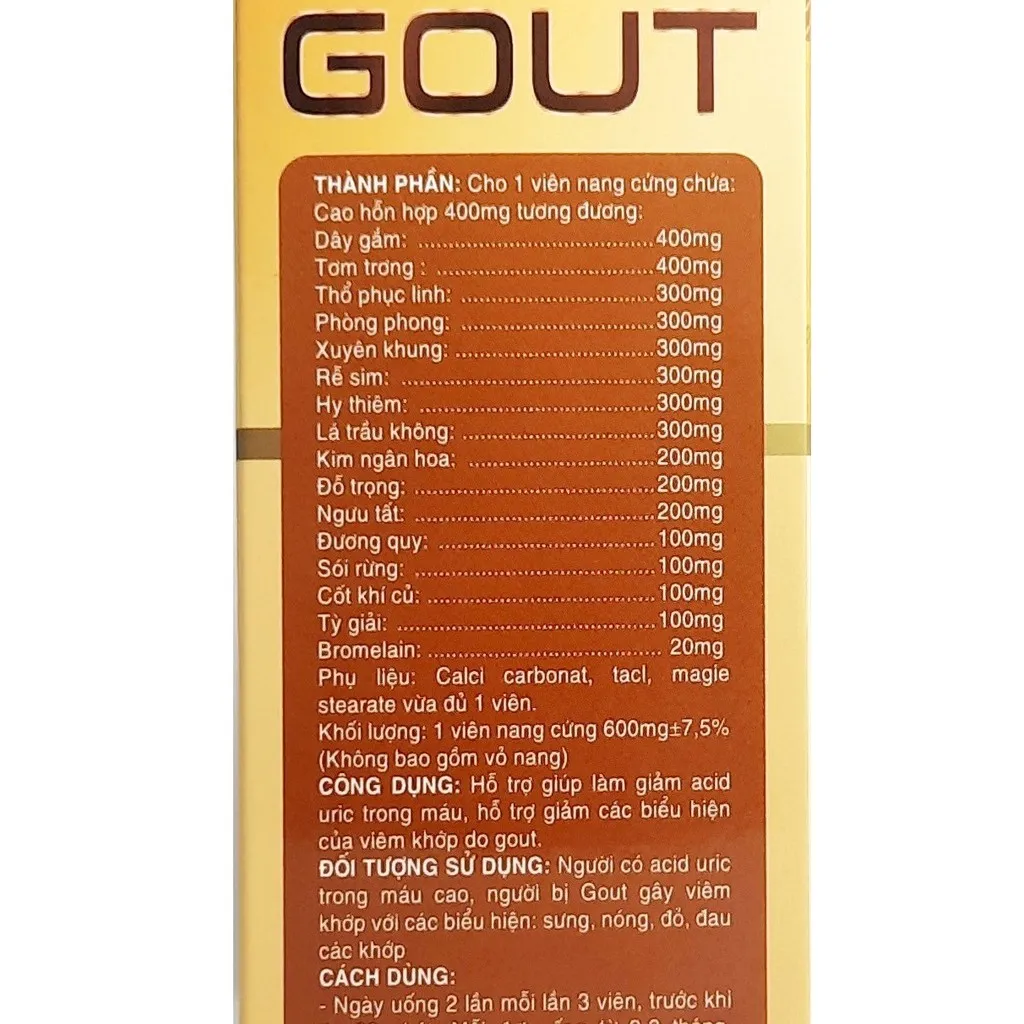 GOUT
THÀNH PHẦN: Cho 1 viên nang cứng chứa:
Cao hỗn hợp 400mg tương đương:
Dây gắm: ........................................400mg
Tơm trơng : ........................................400mg
Thổ phục linh: ........................................300mg
Phòng phong: ........................................300mg
Xuyên khung: ........................................300mg
Rễ sim: ........................................300mg
Hy thiêm: ........................................300mg
Lá trầu không: ........................................300mg
Kim ngân hoa: ........................................200mg
Đỗ trọng: ........................................200mg
Ngưu tất: ........................................200mg
Đương quy: ........................................100mg
Sói rừng: ........................................100mg
Cốt khí củ: ........................................100mg
Tỳ giải: ........................................100mg
Bromelain: ........................................ 20mg
Phụ liệu: Calci carbonat, tacl, magie
stearate vừa đủ 1 viên.
Khối lượng: 1 viên nang cứng 600mg±7,5%
(Không bao gồm vỏ nang)
CÔNG DỤNG: Hỗ trợ giúp làm giảm acid
uric trong máu, hỗ trợ giảm các biểu hiện
của viêm khớp do gout.
ĐỐI TƯỢNG SỬ DỤNG: Người có acid uric
trong máu cao, người bị Gout gây viêm
khớp với các biểu hiện: sưng, nóng, đỏ, đau
các khớp
CÁCH DÙNG:
- Ngày uống 2 lần mỗi lần 3 viên, trước khi